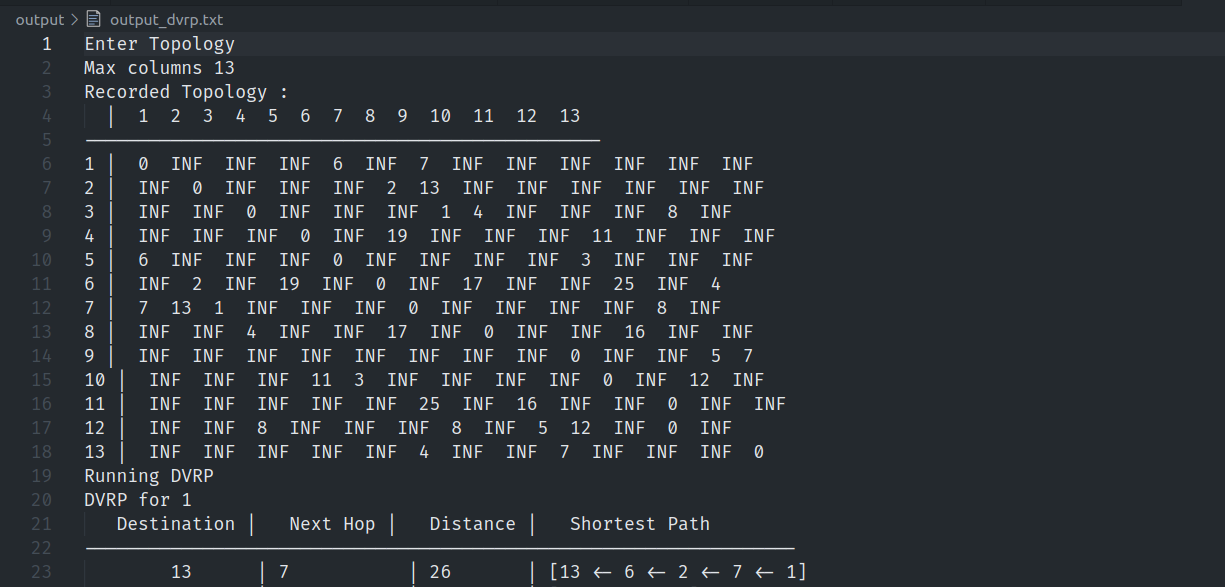 output > output_dvrp.txt
1 Enter Topology
2 Max columns 13
3 Recorded Topology :
4 | 1 2 3 4 5 6 7 8 9 10 11 12 13
5 ————————————————
6 1 | 0 INF INF INF 6 INF 7 INF INF INF INF INF INF
7 2 | INF 0 INF INF INF 2 13 INF INF INF INF INF INF
8 3 | INF INF 0 INF INF INF 1 4 INF INF INF 8 INF
9 4 | INF INF INF 0 INF 19 INF INF INF 11 INF INF INF
10 5 | 6 INF INF INF 0 INF INF INF INF 3 INF INF INF
11 6 | INF 2 INF 19 INF 0 INF 17 INF INF 25 INF 4
12 7 | 7 13 1 INF INF INF 0 INF INF INF INF 8 INF
13 8 | INF INF 4 INF INF 17 INF 0 INF INF 16 INF INF
14 9 | INF INF INF INF INF INF INF INF 0 INF INF 5 7
15 10 | INF INF INF 11 3 INF INF INF INF 0 INF 12 INF
16 11 | INF INF INF INF INF 25 INF 16 INF INF 0 INF INF
17 12 | INF INF 8 INF INF INF 8 INF 5 12 INF 0 INF
18 13 | INF INF INF INF INF 4 INF INF 7 INF INF INF 0
19 Running DVRP
20 DVRP for 1
21 Destination | Next Hop | Distance | Shortest Path
22 ————————————————
23 13 | 7 | 26 | [13 <- 6 <- 2 <- 7 <- 1]